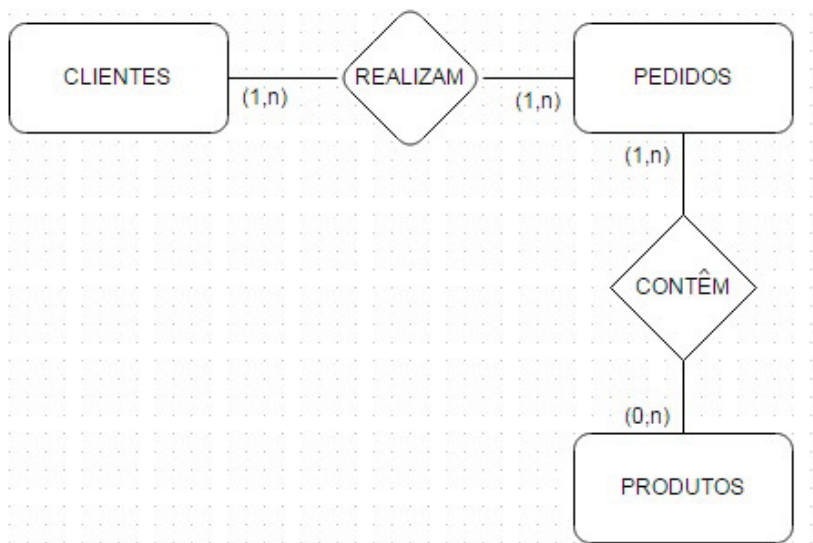 CLIENTES
REALIZAM
PEDIDOS
(1,n)
(1,n)
(1,n)
CONTÊM
(0,n)
PRODUTOS